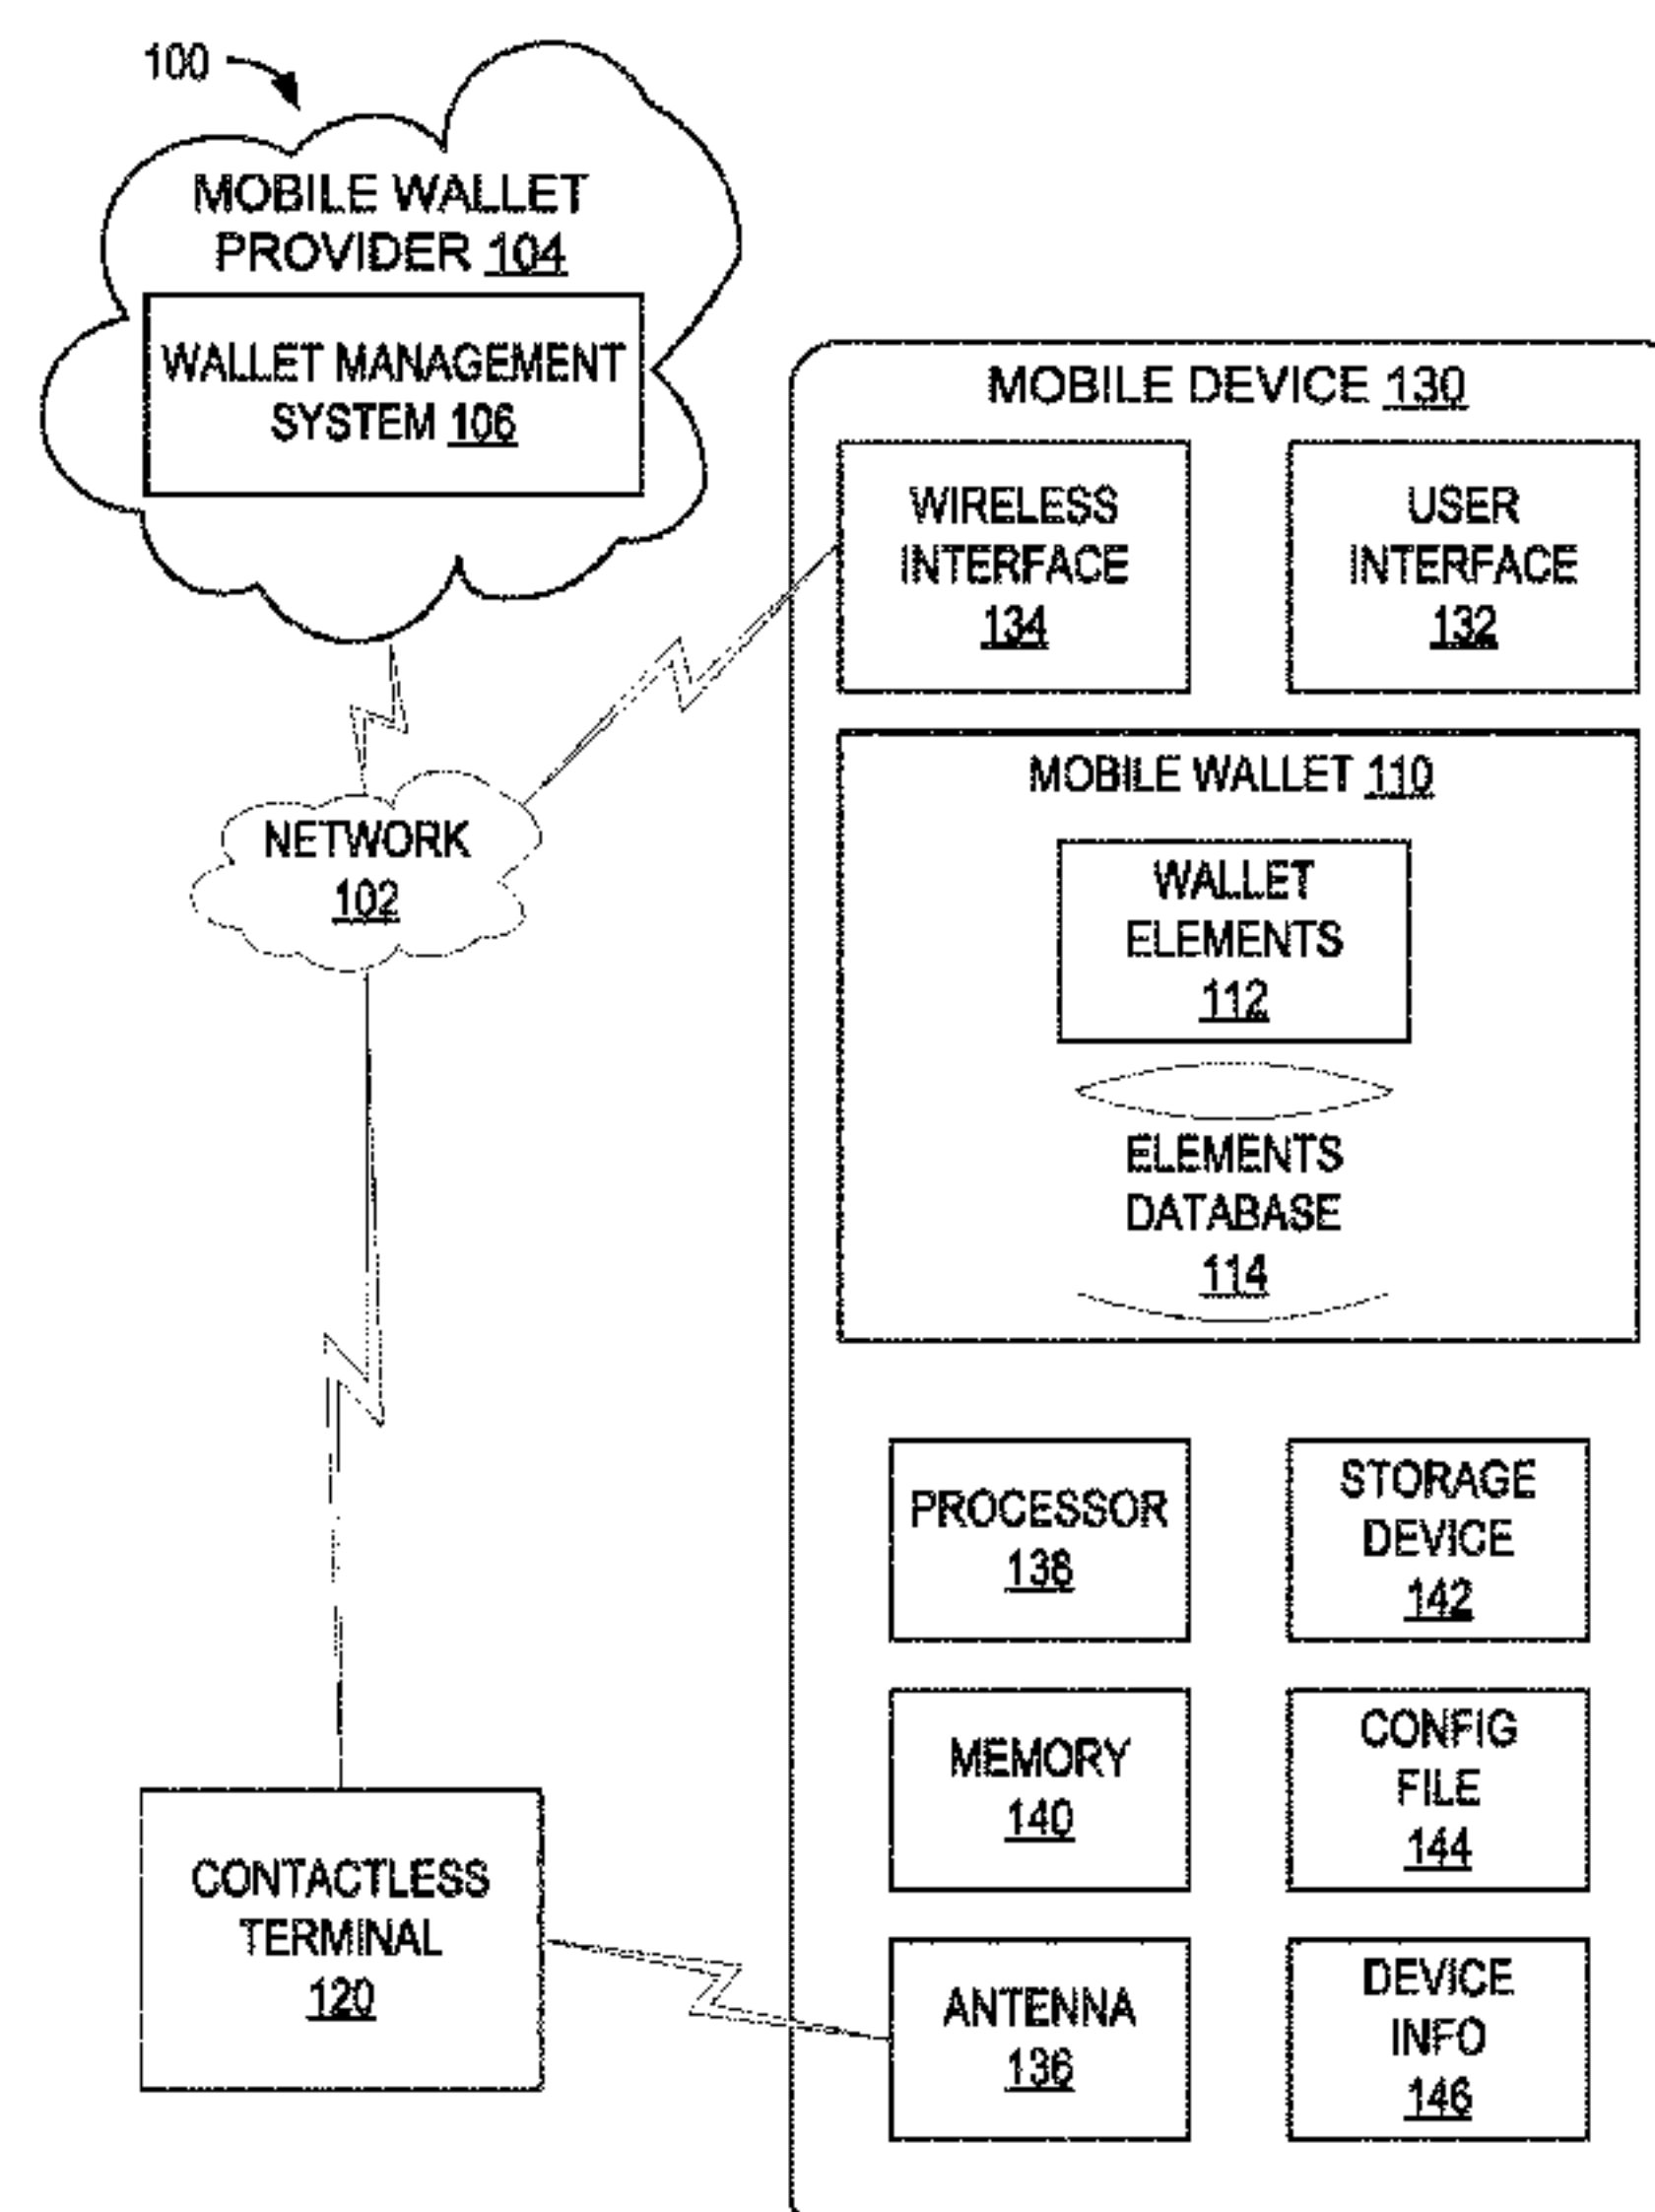 100
MOBILE WALLET
PROVIDER 104
WALLET MANAGEMENT
SYSTEM 106
MOBILE DEVICE 130
WIRELESS
INTERFACE
134
USER
INTERFACE
132
NETWORK
102
MOBILE WALLET 110
WALLET
ELEMENTS
112
ELEMENTS
DATABASE
114
PROCESSOR
138
STORAGE
DEVICE
142
MEMORY
140
CONFIG
FILE
144
CONTACTLESS
TERMINAL
120
ANTENNA
136
DEVICE
INFO
146